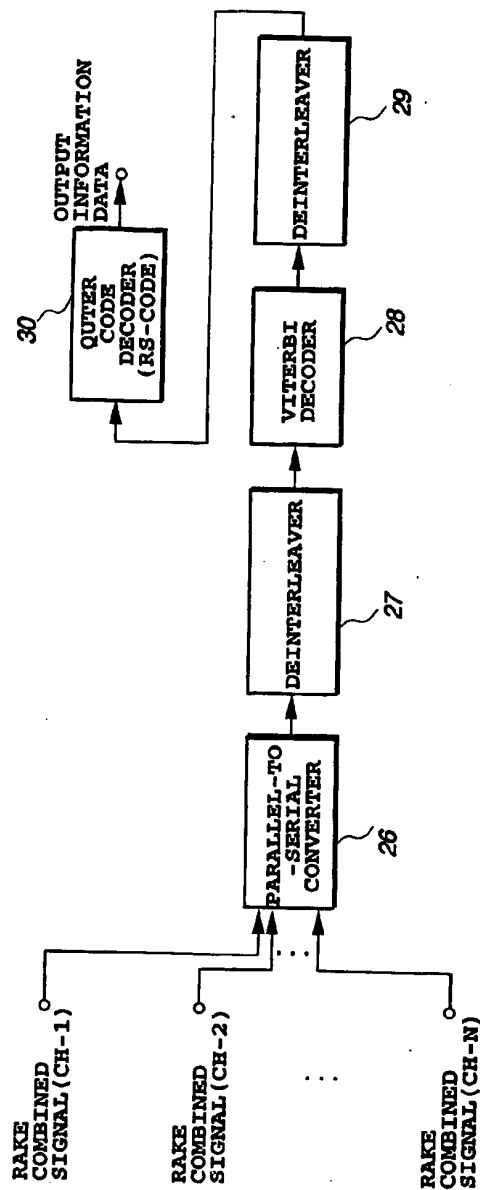 RAKE
COMBINED
SIGNAL(CH-1)
RAKE
COMBINED
SIGNAL(CH-2)
...
RAKE
COMBINED
SIGNAL(CH-N)
...
PARALLEL-TO
-SERIAL
CONVERTER
26
DEINTERLEAVER
27
VITERBI
DECODER
28
DEINTERLEAVER
29
30
QUTER
CODE
DECODER
(RS-CODE)
OUTPUT
INFORMATION
DATA